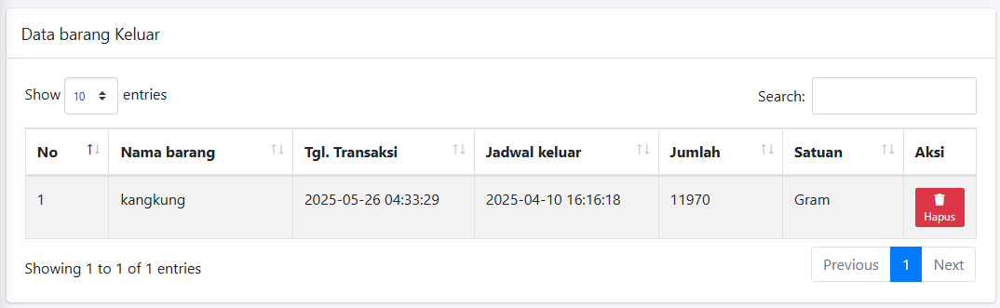 Data barang Keluar
Show 10 entries
Search:
No Nama barang Tgl. Transaksi Jadwal keluar Jumlah Satuan Aksi
1 kangkung 2025-05-26 04:33:29 2025-04-10 16:16:18 11970 Gram Hapus
Showing 1 to 1 of 1 entries
Previous 1 Next